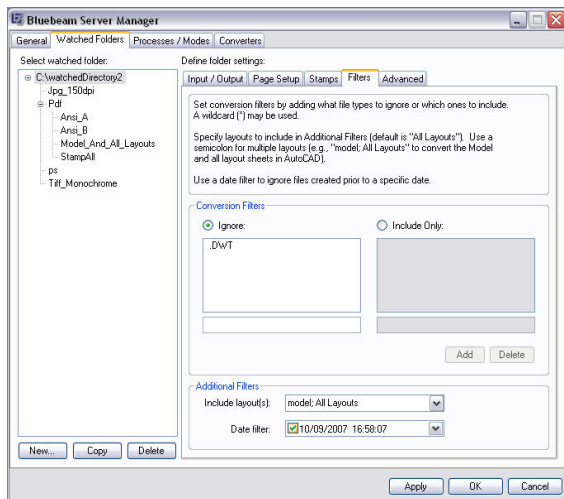 Bluebeam Server Manager
General Watched Folders Processes / Modes Converters
Select watched folder:
Define folder settings:
C:\watchedDirectory2
Jpg_150dpi
Pdf
Ansi_A
Ansi_B
Model_And_All_Layouts
StampAll
ps
Tiff_Monochrome
Input / Output Page Setup Stamps Filters Advanced
Set conversion filters by adding what file types to ignore or which ones to include.
A wildcard (*) may be used.
Specify layouts to include in Additional Filters (default is "All Layouts"). Use a
semicolon for multiple layouts (e.g., "model; All Layouts" to convert the Model
and all layout sheets in AutoCAD).
Use a date filter to ignore files created prior to a specific date.
Conversion Filters
Ignore: Include Only:
.DWT
Add Delete
Additional Filters
Include layout(s): model; All Layouts
Date filter: 10/09/2007 16:58:07
New... Copy Delete
Apply OK Cancel